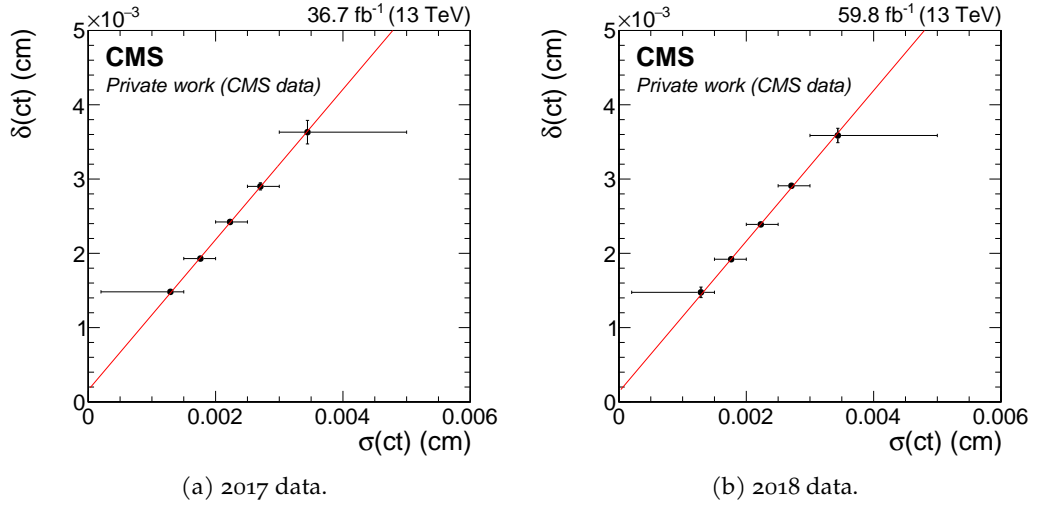 36.7 fb⁻¹ (13 TeV)
×10⁻³
CMS
Private work (CMS data)
δ(ct) (cm)
5
4
3
2
1
0
0 0.002 0.004 0.006
σ(ct) (cm)
(a) 2017 data.
59.8 fb⁻¹ (13 TeV)
×10⁻³
CMS
Private work (CMS data)
δ(ct) (cm)
5
4
3
2
1
0
0 0.002 0.004 0.006
σ(ct) (cm)
(b) 2018 data.